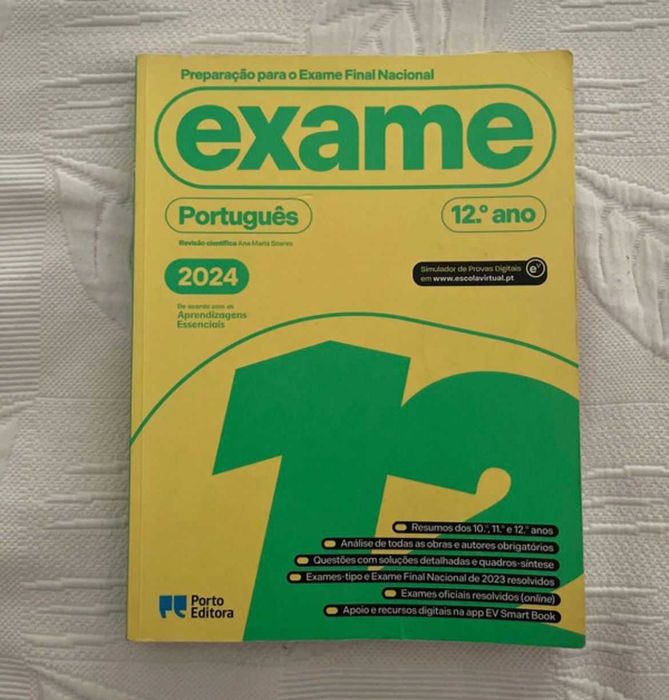 Preparação para o Exame Final Nacional
exame
Português
12.º ano
Revisão científica Ana Maria Soares
2024
Simulador de Provas Digitais
em www.escolavirtual.pt
eV
De acordo com as
Aprendizagens
Essenciais
12
Resumos dos 10.º, 11.º e 12.º anos
Análise de todas as obras e autores obrigatórios
Questões com soluções detalhadas e quadros-síntese
Exames-tipo e Exame Final Nacional de 2023 resolvidos
Exames oficiais resolvidos (online)
Apoio e recursos digitais na app EV Smart Book
Porto
Editora